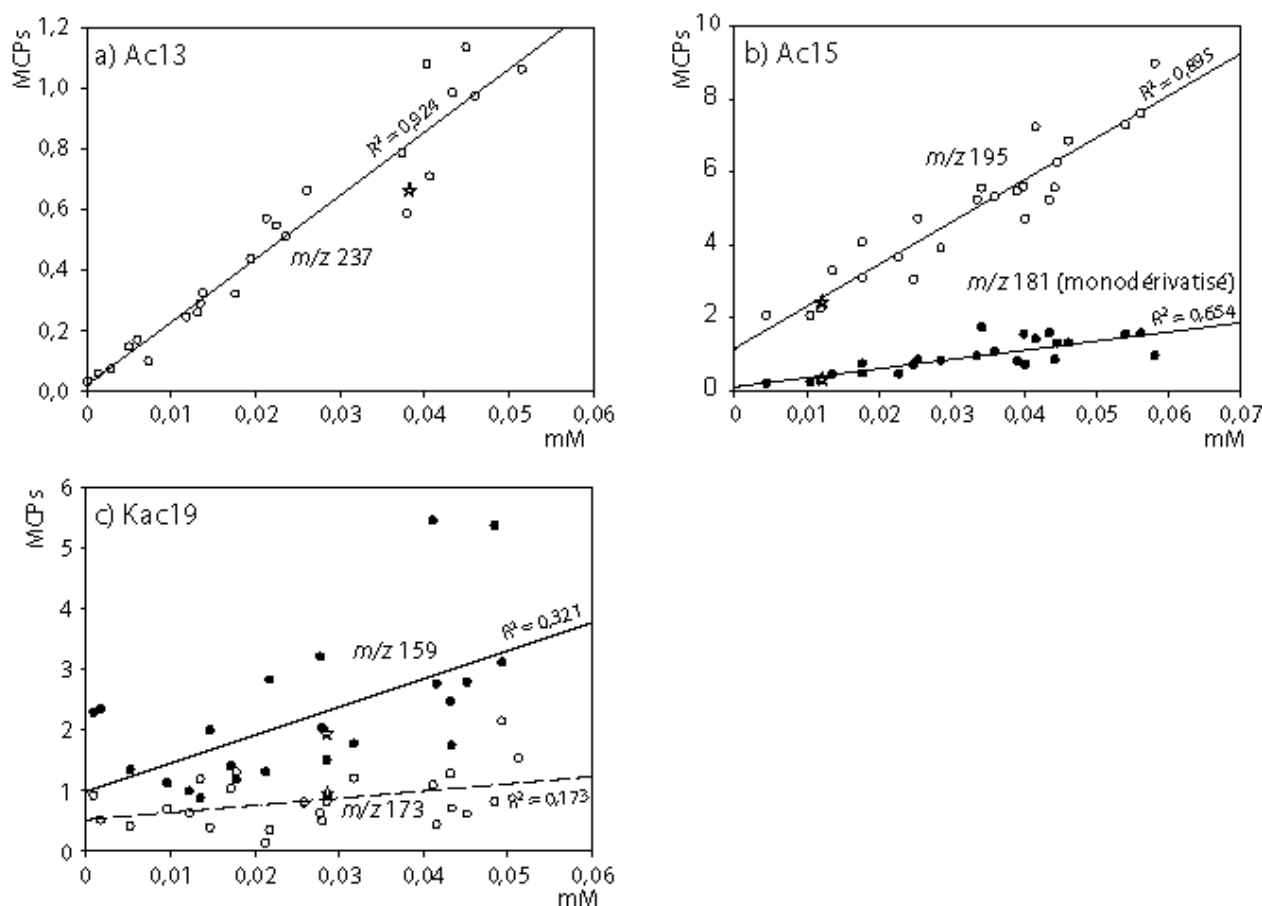 a) Ac13
MCPs
1,2
1,0
0,8
0,6
0,4
0,2
0,0
R² = 0,924
m/z 237
0
0,01
0,02
0,03
0,04
0,05
0,06
mM
b) Ac15
MCPs
10
8
6
4
2
0
R² = 0,895
m/z 195
m/z 181 (monodérivatisé)
R² = 0,654
0
0,01
0,02
0,03
0,04
0,05
0,06
0,07
mM
c) Kac19
MCPs
6
5
4
3
2
1
0
R² = 0,321
m/z 159
m/z 173
R² = 0,173
0
0,01
0,02
0,03
0,04
0,05
0,06
mM